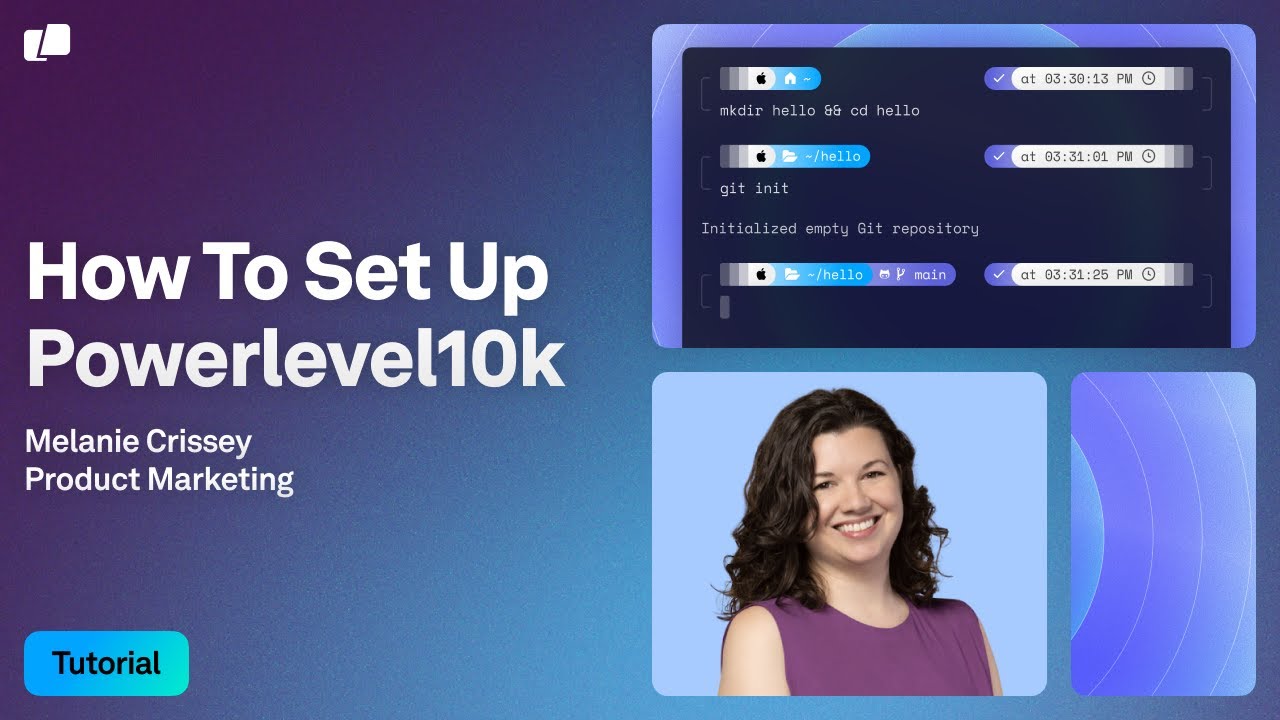 How To Set Up
Powerlevel10k
Melanie Crissey
Product Marketing
Tutorial
~ at 03:30:13 PM
mkdir hello && cd hello
~/hello at 03:31:01 PM
git init
Initialized empty Git repository
~/hello main at 03:31:25 PM